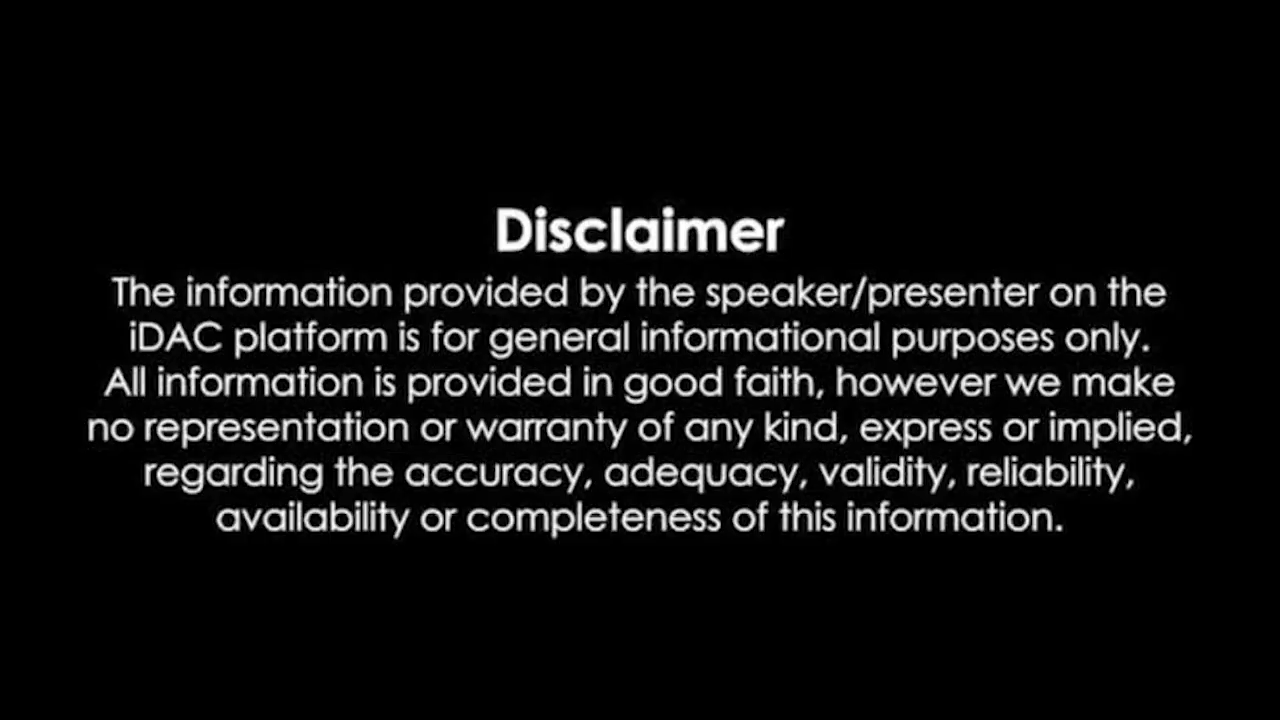 Disclaimer
The information provided by the speaker/presenter on the
iDAC platform is for general informational purposes only.
All information is provided in good faith, however we make
no representation or warranty of any kind, express or implied,
regarding the accuracy, adequacy, validity, reliability,
availability or completeness of this information.